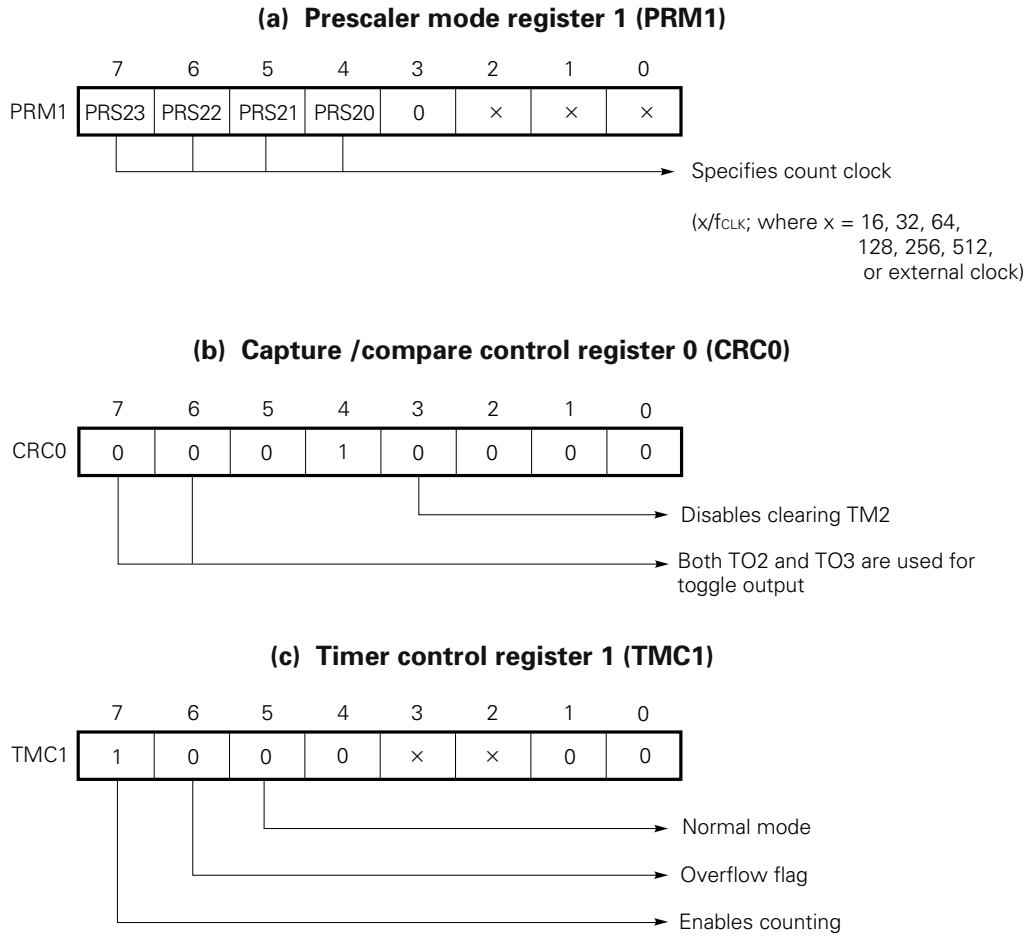 (a) Prescaler mode register 1 (PRM1)
7 6 5 4 3 2 1 0
PRM1 PRS23 PRS22 PRS21 PRS20 0 × × ×
Specifies count clock
(x/fCLK; where x = 16, 32, 64,
128, 256, 512,
or external clock)
(b) Capture /compare control register 0 (CRC0)
7 6 5 4 3 2 1 0
CRC0 0 0 0 1 0 0 0 0
Disables clearing TM2
Both TO2 and TO3 are used for
toggle output
(c) Timer control register 1 (TMC1)
7 6 5 4 3 2 1 0
TMC1 1 0 0 0 × × 0 0
Normal mode
Overflow flag
Enables counting